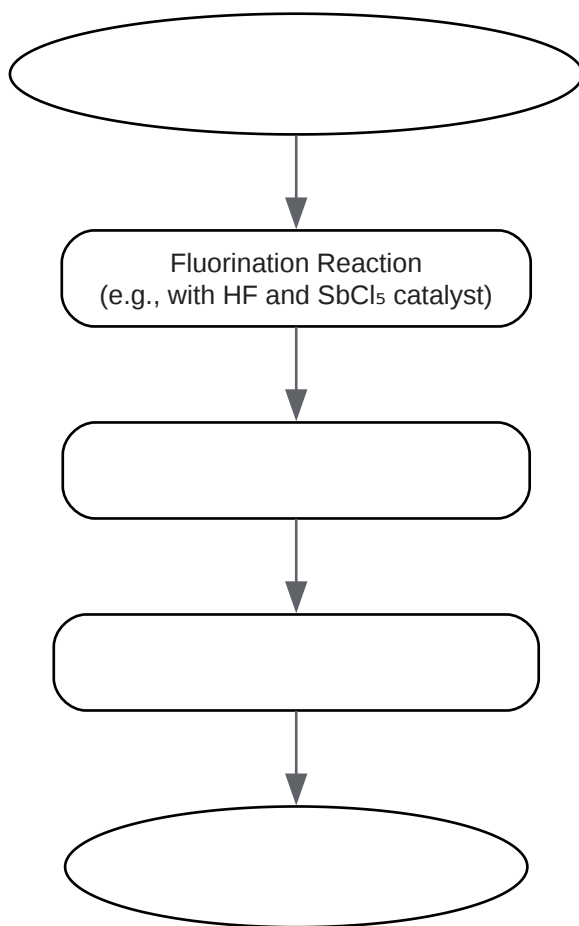 Fluorination Reaction
(e.g., with HF and SbCl₅ catalyst)